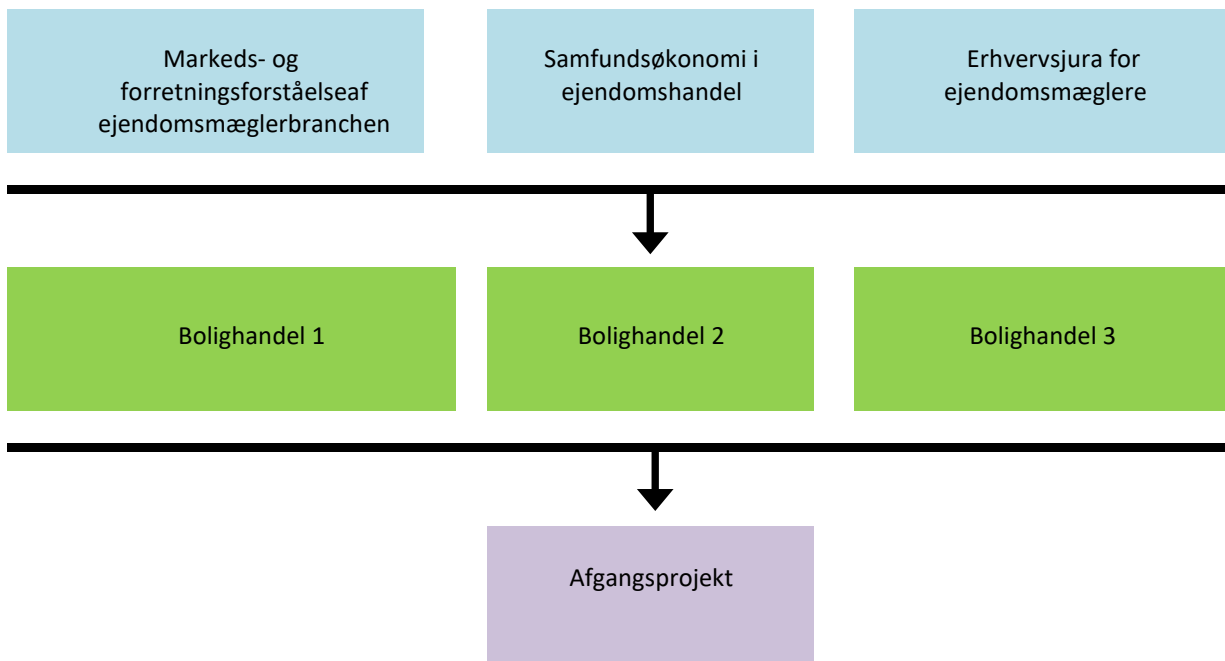 Markeds- og
forretningsforståelseaf
ejendomsmæglerbranchen
Samfundsøkonomi i
ejendomshandel
Erhvervsjura for
ejendomsmæglere
Bolighandel 1
Bolighandel 2
Bolighandel 3
Afgangsprojekt